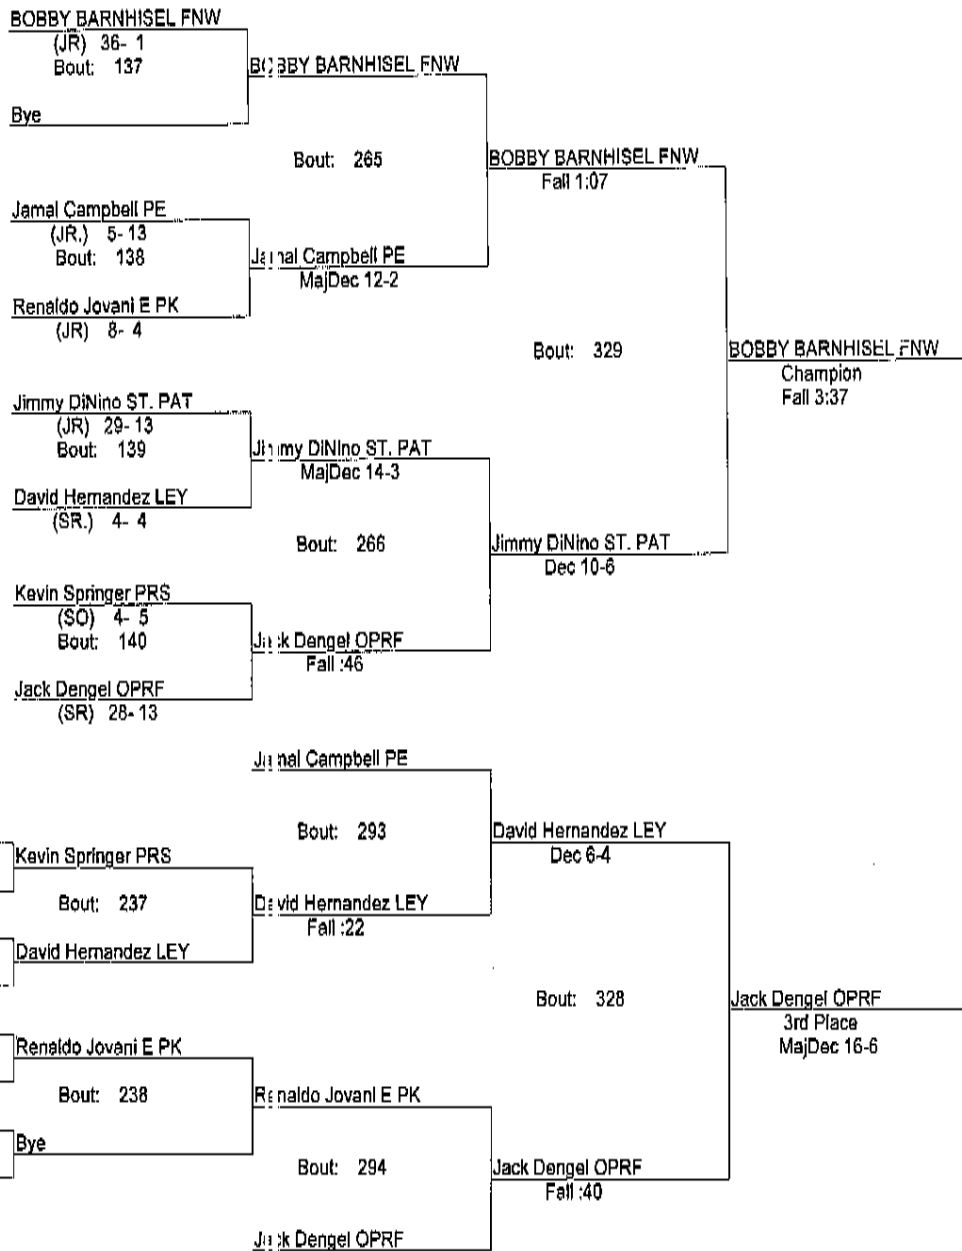 BOBBY BARNHISEL FNW
(JR) 36- 1
Bout: 137
BOBBY BARNHISEL FNW
Bye
Bout: 265
BOBBY BARNHISEL FNW
Fall 1:07
Jamal Campbell PE
(JR.) 5- 13
Bout: 138
Jamal Campbell PE
MajDec 12-2
Renaldo Jovani E PK
(JR) 8- 4
Bout: 329
BOBBY BARNHISEL FNW
Champion
Fall 3:37
Jimmy DiNino ST. PAT
(JR) 29- 13
Bout: 139
Jimmy DiNino ST. PAT
MajDec 14-3
David Hernandez LEY
(SR.) 4- 4
Bout: 266
Jimmy DiNino ST. PAT
Dec 10-6
Kevin Springer PRS
(SO) 4- 5
Bout: 140
Jack Dengel OPRF
Fall :46
Jack Dengel OPRF
(SR) 28- 13
Jamal Campbell PE
Bout: 293
David Hernandez LEY
Dec 6-4
Kevin Springer PRS
Bout: 237
David Hernandez LEY
Fall :22
David Hernandez LEY
Bout: 328
Jack Dengel OPRF
3rd Place
MajDec 16-6
Renaldo Jovani E PK
Bout: 238
Renaldo Jovani E PK
Bye
Bout: 294
Jack Dengel OPRF
Fall :40
Jack Dengel OPRF